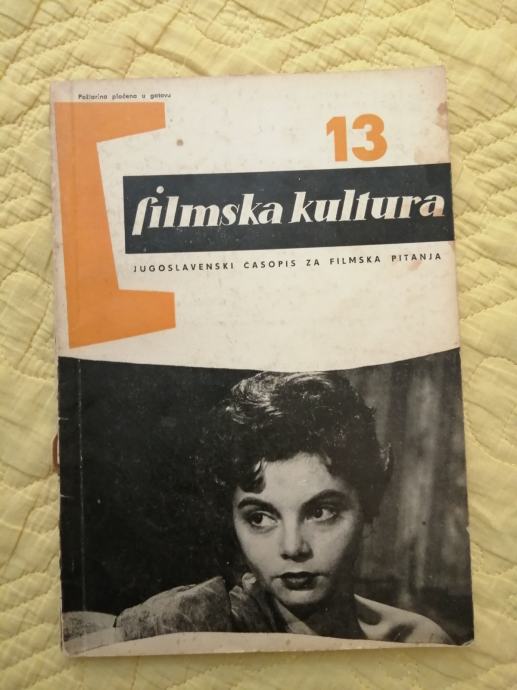 Poštarina plaćena u gotovu
13
filmska kultura
JUGOSLAVENSKI ČASOPIS ZA FILMSKA PITANJA